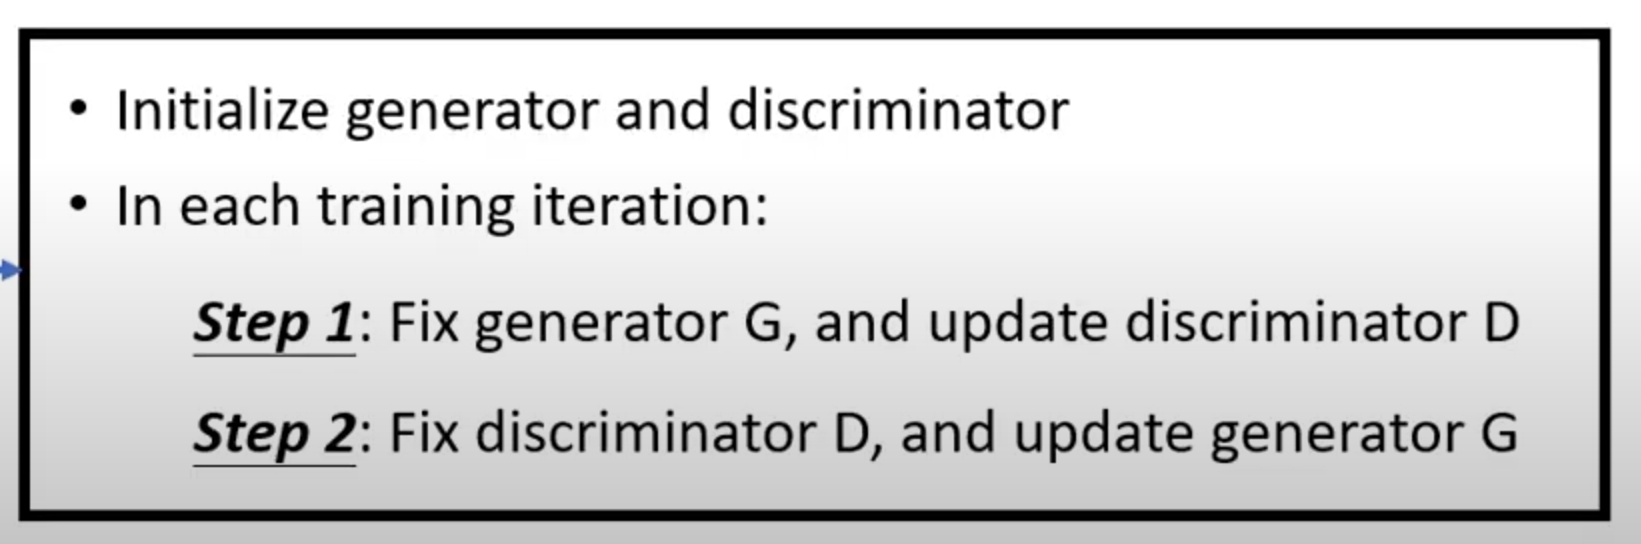 • Initialize generator and discriminator
• In each training iteration:
Step 1: Fix generator G, and update discriminator D
Step 2: Fix discriminator D, and update generator G